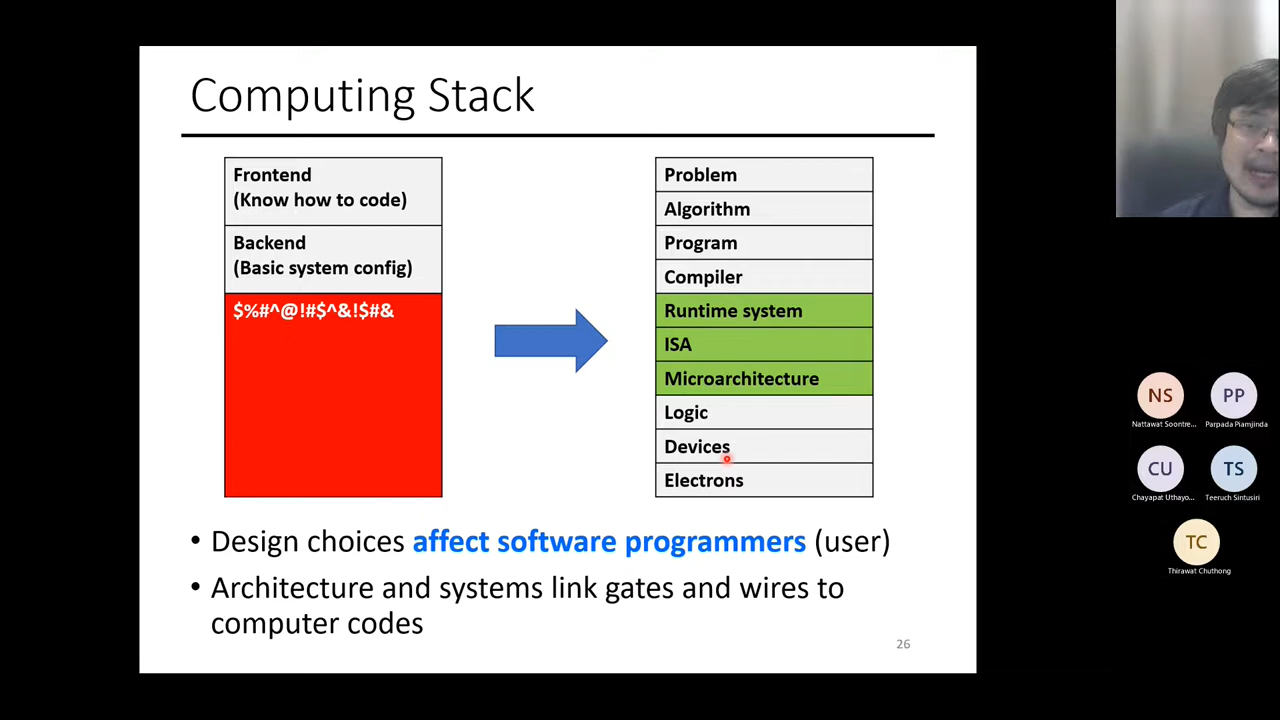 Computing Stack
Frontend
(Know how to code)
Backend
(Basic system config)
$%#^@!#$^&!$#&
Problem
Algorithm
Program
Compiler
Runtime system
ISA
Microarchitecture
Logic
Devices
Electrons
• Design choices affect software programmers (user)
• Architecture and systems link gates and wires to
computer codes
26
NS
Nattawat Soontre...
PP
Parpada Piamjinda
CU
Chayapat Uthayo...
TS
Teeruch Sintusiri
TC
Thirawat Chuthong